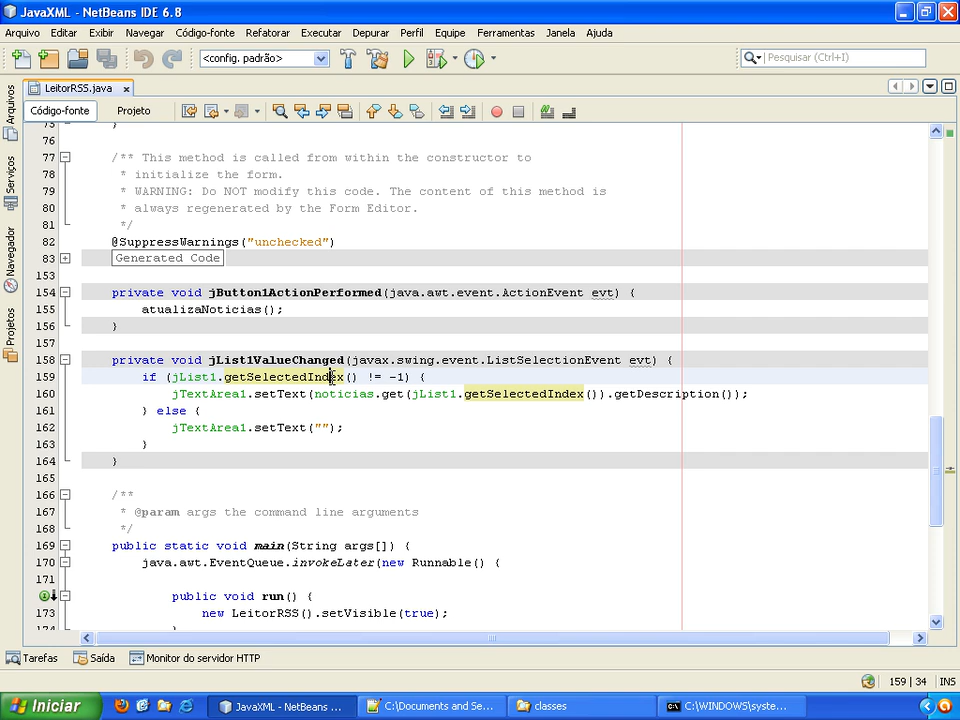 JavaXML - NetBeans IDE 6.8
Arquivo Editar Exibir Navegar Código-fonte Refatorar Executar Depurar Perfil Equipe Ferramentas Janela Ajuda
<config. padrão> Pesquisar (Ctrl+I)
LeitorRSS.java
Código-fonte Projeto
Arquivos
Serviços
Navegador
Projetos
75 }
76
77 /** This method is called from within the constructor to
78 * initialize the form.
79 * WARNING: Do NOT modify this code. The content of this method is
80 * always regenerated by the Form Editor.
81 */
82 @SuppressWarnings("unchecked")
83 Generated Code
153
154 private void jButton1ActionPerformed(java.awt.event.ActionEvent evt) {
155 atualizaNoticias();
156 }
157
158 private void jList1ValueChanged(javax.swing.event.ListSelectionEvent evt) {
159 if (jList1.getSelectedIndex() != -1) {
160 jTextArea1.setText(noticias.get(jList1.getSelectedIndex()).getDescription());
161 } else {
162 jTextArea1.setText("");
163 }
164 }
165
166 /**
167 * @param args the command line arguments
168 */
169 public static void main(String args[]) {
170 java.awt.EventQueue.invokeLater(new Runnable() {
171
public void run() {
173 new LeitorRSS().setVisible(true);
174 }
Tarefas Saída Monitor do servidor HTTP
159 | 34 INS
Iniciar JavaXML - NetBeans ... C:\Documents and Se... classes C:\WINDOWS\syste...